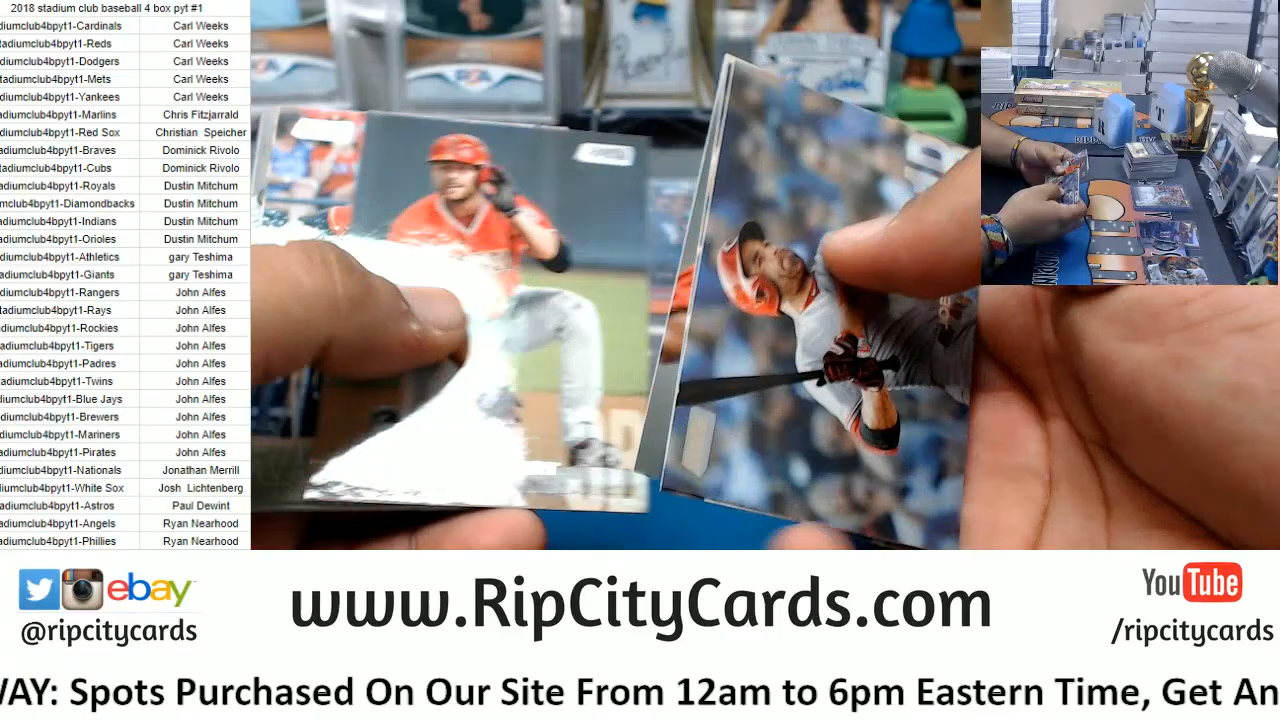 2018 stadium club baseball 4 box pyt #1
diumclub4bpyt1-Cardinals Carl Weeks
tadiumclub4bpyt1-Reds Carl Weeks
adiumclub4bpyt1-Dodgers Carl Weeks
tadiumclub4bpyt1-Mets Carl Weeks
adiumclub4bpyt1-Yankees Carl Weeks
adiumclub4bpyt1-Marlins Chris Fitzjarrald
diumclub4bpyt1-Red Sox Christian Speicher
adiumclub4bpyt1-Braves Dominick Rivolo
tadiumclub4bpyt1-Cubs Dominick Rivolo
adiumclub4bpyt1-Royals Dustin Mitchum
mclub4bpyt1-Diamondbacks Dustin Mitchum
adiumclub4bpyt1-Indians Dustin Mitchum
adiumclub4bpyt1-Orioles Dustin Mitchum
adiumclub4bpyt1-Athletics gary Teshima
adiumclub4bpyt1-Giants gary Teshima
adiumclub4bpyt1-Rangers John Alfes
tadiumclub4bpyt1-Rays John Alfes
adiumclub4bpyt1-Rockies John Alfes
adiumclub4bpyt1-Tigers John Alfes
adiumclub4bpyt1-Padres John Alfes
adiumclub4bpyt1-Twins John Alfes
diumclub4bpyt1-Blue Jays John Alfes
adiumclub4bpyt1-Brewers John Alfes
adiumclub4bpyt1-Mariners John Alfes
adiumclub4bpyt1-Pirates John Alfes
diumclub4bpyt1-Nationals Jonathan Merrill
iumclub4bpyt1-White Sox Josh Lichtenberg
adiumclub4bpyt1-Astros Paul Dewint
adiumclub4bpyt1-Angels Ryan Nearhood
adiumclub4bpyt1-Phillies Ryan Nearhood
ebay
@ripcitycards
www.RipCityCards.com
YouTube
/ripcitycards
WAY: Spots Purchased On Our Site From 12am to 6pm Eastern Time, Get An